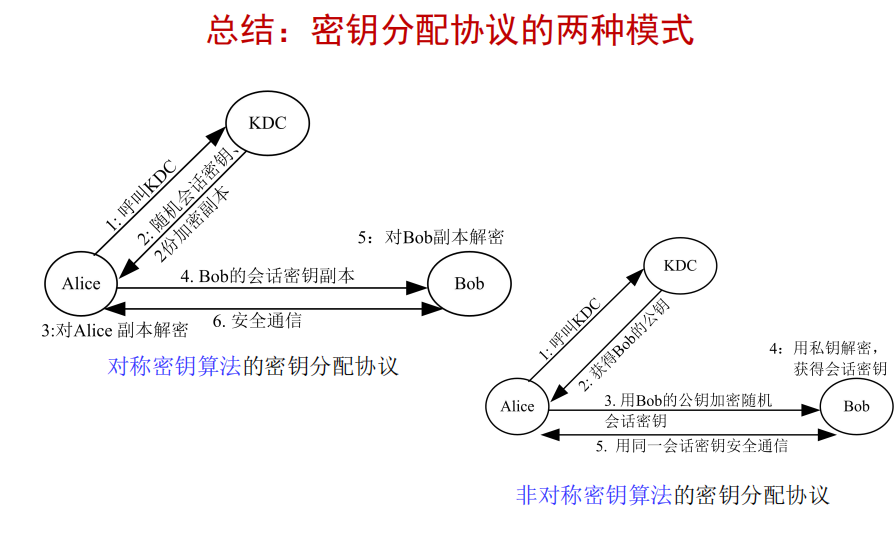 总结：密钥分配协议的两种模式
KDC
1: 呼叫KDC
2: 随机会话密钥、
2份加密副本
5：对Bob副本解密
Alice
4. Bob的会话密钥副本
Bob
6. 安全通信
3:对Alice 副本解密
对称密钥算法的密钥分配协议
KDC
1: 呼叫KDC
2: 获得Bob的公钥
4：用私钥解密，
获得会话密钥
Alice
3. 用Bob的公钥加密随机
会话密钥
Bob
5. 用同一会话密钥安全通信
非对称密钥算法的密钥分配协议